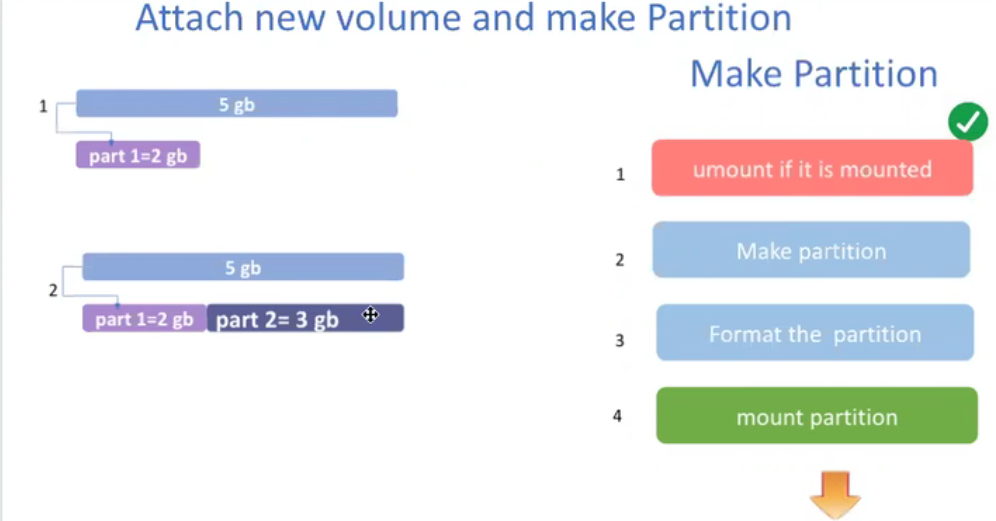 Attach new volume and make Partition
Make Partition
1
5 gb
part 1=2 gb
2
5 gb
part 1=2 gb
part 2= 3 gb
1
umount if it is mounted
2
Make partition
3
Format the partition
4
mount partition